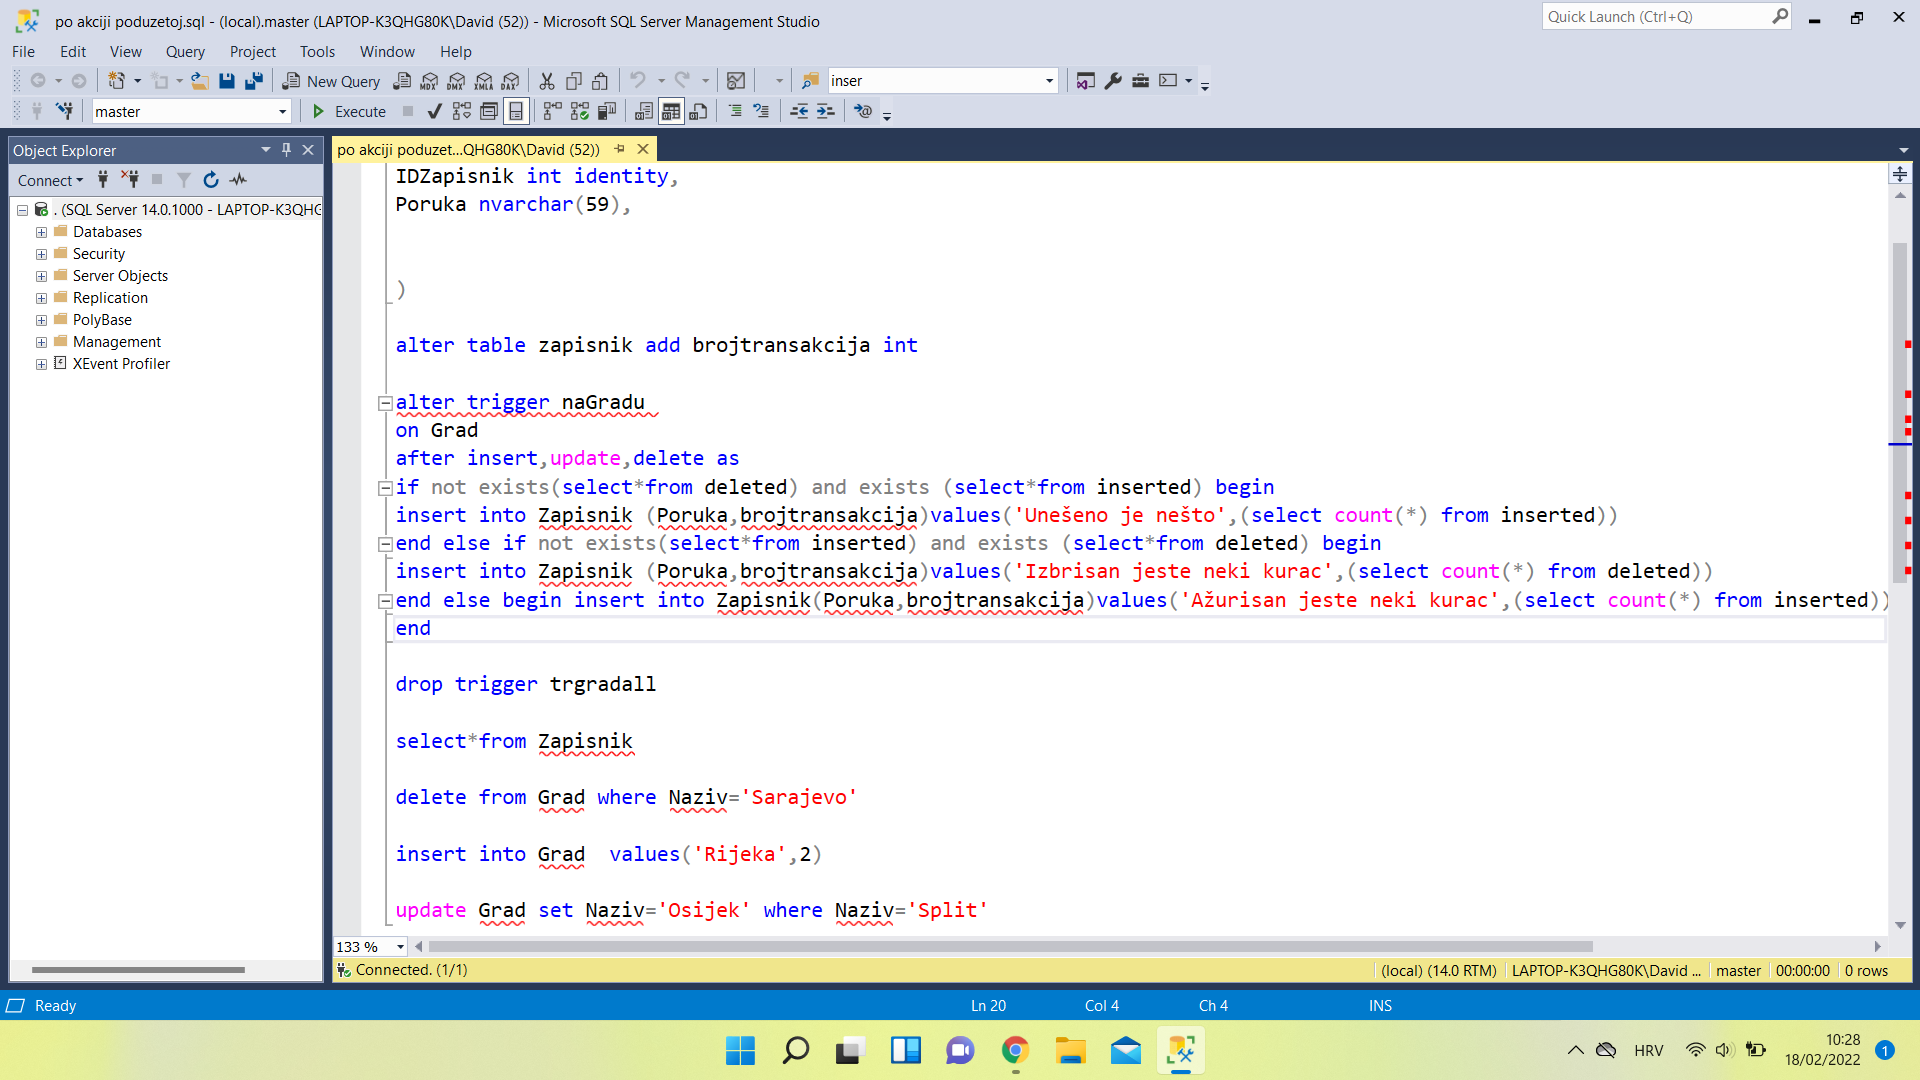 po akciji poduzetoj.sql - (local).master (LAPTOP-K3QHG80K\David (52)) - Microsoft SQL Server Management Studio
Quick Launch (Ctrl+Q)
File Edit View Query Project Tools Window Help
New Query
MDX DMX XMLA DAX
inser
master
Execute
Object Explorer
po akciji poduzet...QHG80K\David (52))
Connect
. (SQL Server 14.0.1000 - LAPTOP-K3QHG
Databases
Security
Server Objects
Replication
PolyBase
Management
XEvent Profiler
IDZapisnik int identity,
Poruka nvarchar(59),
)
alter table zapisnik add brojtransakcija int
alter trigger naGradu
on Grad
after insert,update,delete as
if not exists(select*from deleted) and exists (select*from inserted) begin
insert into Zapisnik (Poruka,brojtransakcija)values('Unešeno je nešto',(select count(*) from inserted))
end else if not exists(select*from inserted) and exists (select*from deleted) begin
insert into Zapisnik (Poruka,brojtransakcija)values('Izbrisan jeste neki kurac',(select count(*) from deleted))
end else begin insert into Zapisnik(Poruka,brojtransakcija)values('Ažurisan jeste neki kurac',(select count(*) from inserted))
end
drop trigger trgradall
select*from Zapisnik
delete from Grad where Naziv='Sarajevo'
insert into Grad  values('Rijeka',2)
update Grad set Naziv='Osijek' where Naziv='Split'
133 %
Connected. (1/1)
(local) (14.0 RTM) LAPTOP-K3QHG80K\David ... master 00:00:00 0 rows
Ready
Ln 20 Col 4 Ch 4 INS
HRV
10:28
18/02/2022
1